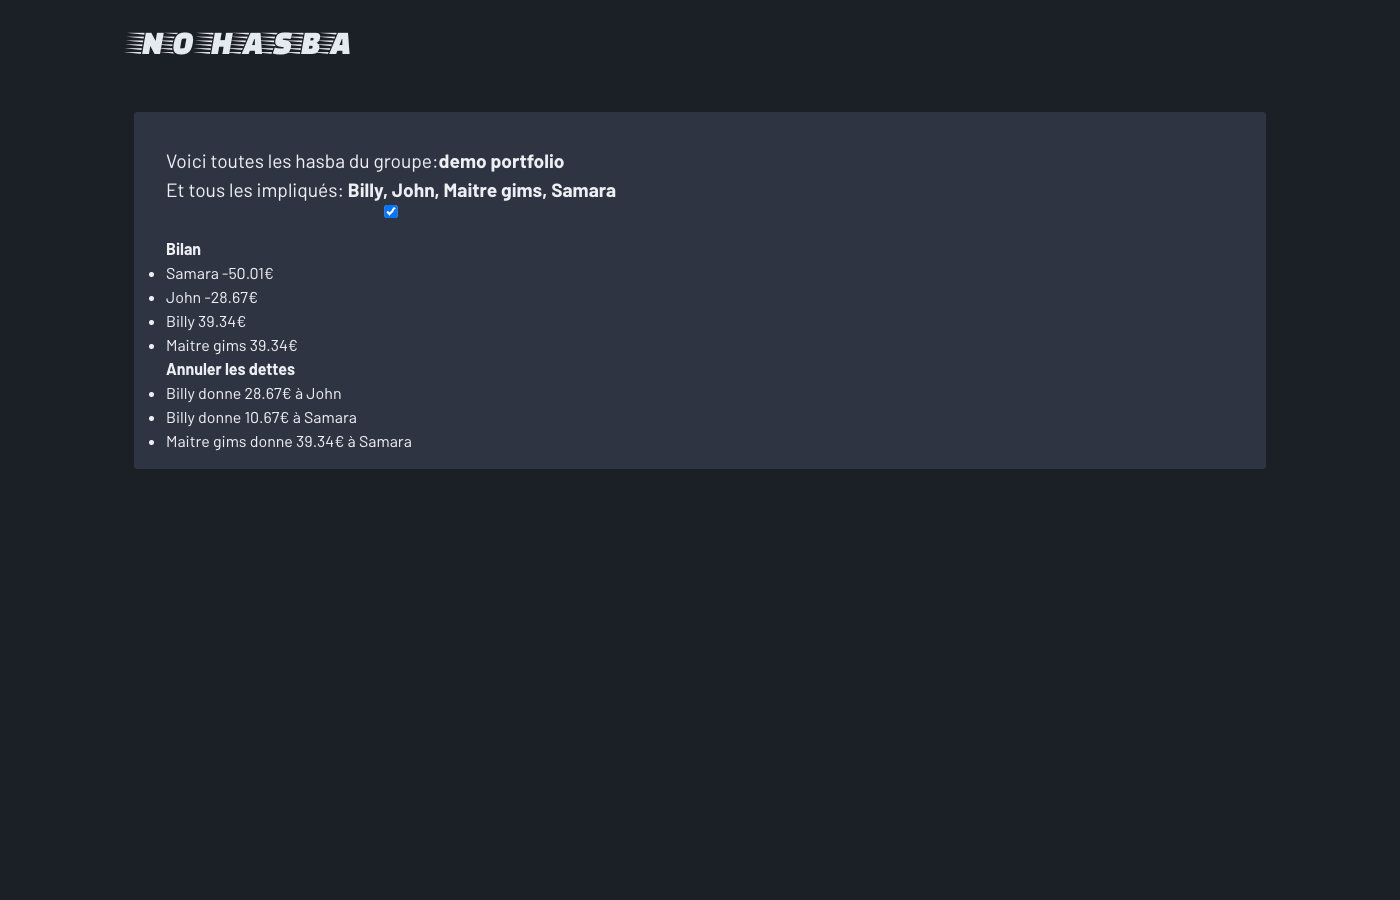 NO HASBA
Voici toutes les hasba du groupe:demo portfolio
Et tous les impliqués: Billy, John, Maitre gims, Samara
Bilan
Samara -50.01€
John -28.67€
Billy 39.34€
Maitre gims 39.34€
Annuler les dettes
Billy donne 28.67€ à John
Billy donne 10.67€ à Samara
Maitre gims donne 39.34€ à Samara